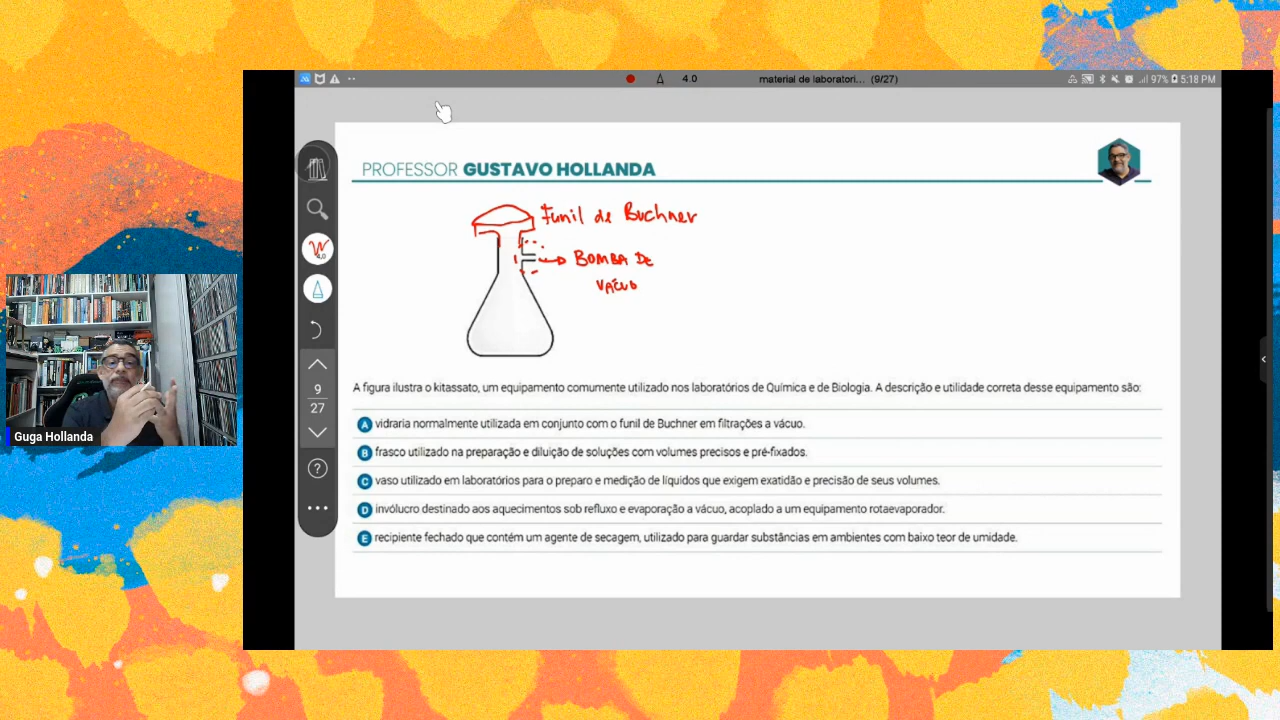 4.0
material de laboratori... (9/27)
97%
5:18 PM
PROFESSOR GUSTAVO HOLLANDA
Funil de Buchner
BOMBA DE
VÁCUO
4,0
9
27
?
Guga Hollanda
A figura ilustra o kitassato, um equipamento comumente utilizado nos laboratórios de Química e de Biologia. A descrição e utilidade correta desse equipamento são:
A vidraria normalmente utilizada em conjunto com o funil de Buchner em filtrações a vácuo.
B frasco utilizado na preparação e diluição de soluções com volumes precisos e pré-fixados.
C vaso utilizado em laboratórios para o preparo e medição de líquidos que exigem exatidão e precisão de seus volumes.
D invólucro destinado aos aquecimentos sob refluxo e evaporação a vácuo, acoplado a um equipamento rotaevaporador.
E recipiente fechado que contém um agente de secagem, utilizado para guardar substâncias em ambientes com baixo teor de umidade.